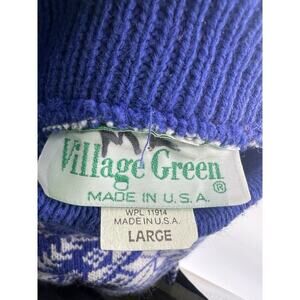 Village Green
®
MADE IN U.S.A.
WPL 11914
MADE IN U.S.A.
LARGE